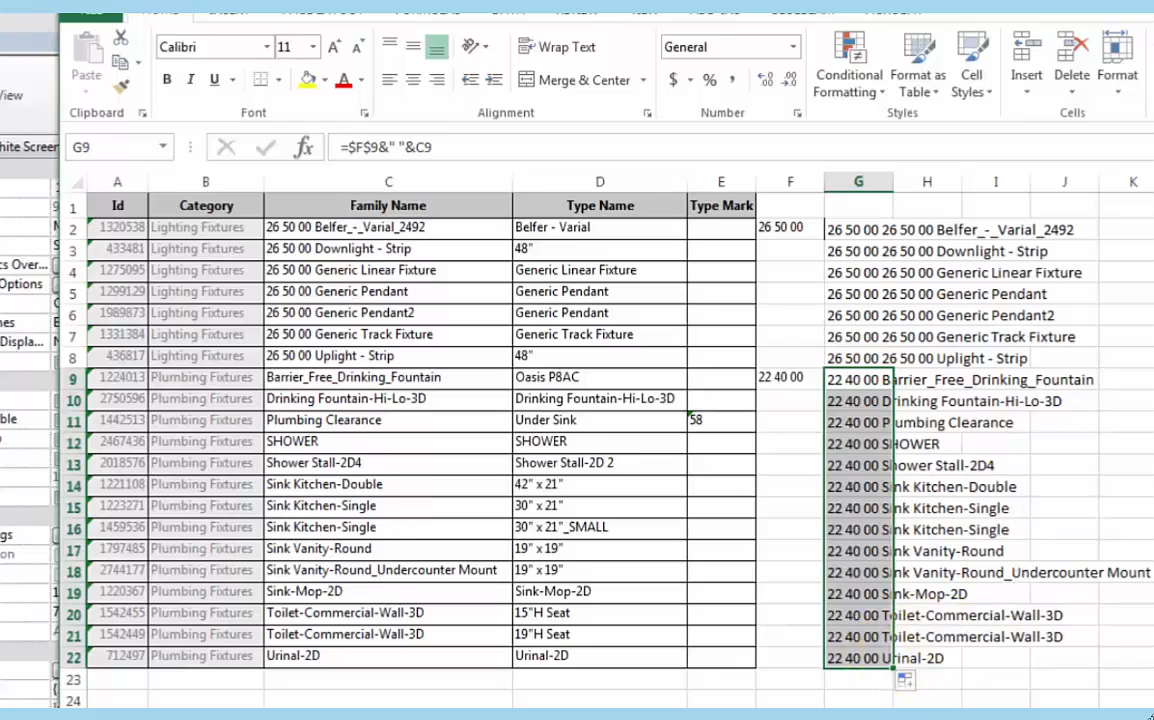 Calibri 11 Wrap Text General
Paste Merge & Center $ % Conditional Formatting Format as Table Cell Styles Insert Delete Format
Clipboard Font Alignment Number Styles Cells
G9 fx =$F$9&" "&C9
A B C D E F G H I J K
1 Id Category Family Name Type Name Type Mark
2 1320538 Lighting Fixtures 26 50 00 Belfer_-_Varial_2492 Belfer - Varial 26 50 00 26 50 00 26 50 00 Belfer_-_Varial_2492
3 433481 Lighting Fixtures 26 50 00 Downlight - Strip 48" 26 50 00 26 50 00 Downlight - Strip
4 1275095 Lighting Fixtures 26 50 00 Generic Linear Fixture Generic Linear Fixture 26 50 00 26 50 00 Generic Linear Fixture
5 1299129 Lighting Fixtures 26 50 00 Generic Pendant Generic Pendant 26 50 00 26 50 00 Generic Pendant
6 1989873 Lighting Fixtures 26 50 00 Generic Pendant2 Generic Pendant 26 50 00 26 50 00 Generic Pendant2
7 1331384 Lighting Fixtures 26 50 00 Generic Track Fixture Generic Track Fixture 26 50 00 26 50 00 Generic Track Fixture
8 436817 Lighting Fixtures 26 50 00 Uplight - Strip 48" 26 50 00 26 50 00 Uplight - Strip
9 1224013 Plumbing Fixtures Barrier_Free_Drinking_Fountain Oasis P8AC 22 40 00 22 40 00 Barrier_Free_Drinking_Fountain
10 2750596 Plumbing Fixtures Drinking Fountain-Hi-Lo-3D Drinking Fountain-Hi-Lo-3D 22 40 00 Drinking Fountain-Hi-Lo-3D
11 1442513 Plumbing Fixtures Plumbing Clearance Under Sink 58 22 40 00 Plumbing Clearance
12 2467436 Plumbing Fixtures SHOWER SHOWER 22 40 00 SHOWER
13 2018576 Plumbing Fixtures Shower Stall-2D4 Shower Stall-2D 2 22 40 00 Shower Stall-2D4
14 1221108 Plumbing Fixtures Sink Kitchen-Double 42" x 21" 22 40 00 Sink Kitchen-Double
15 1223271 Plumbing Fixtures Sink Kitchen-Single 30" x 21" 22 40 00 Sink Kitchen-Single
16 1459536 Plumbing Fixtures Sink Kitchen-Single 30" x 21"_SMALL 22 40 00 Sink Kitchen-Single
17 1797485 Plumbing Fixtures Sink Vanity-Round 19" x 19" 22 40 00 Sink Vanity-Round
18 2744177 Plumbing Fixtures Sink Vanity-Round_Undercounter Mount 19" x 19" 22 40 00 Sink Vanity-Round_Undercounter Mount
19 1220367 Plumbing Fixtures Sink-Mop-2D Sink-Mop-2D 22 40 00 Sink-Mop-2D
20 1542455 Plumbing Fixtures Toilet-Commercial-Wall-3D 15"H Seat 22 40 00 Toilet-Commercial-Wall-3D
21 1542449 Plumbing Fixtures Toilet-Commercial-Wall-3D 19"H Seat 22 40 00 Toilet-Commercial-Wall-3D
22 712497 Plumbing Fixtures Urinal-2D Urinal-2D 22 40 00 Urinal-2D
23
24